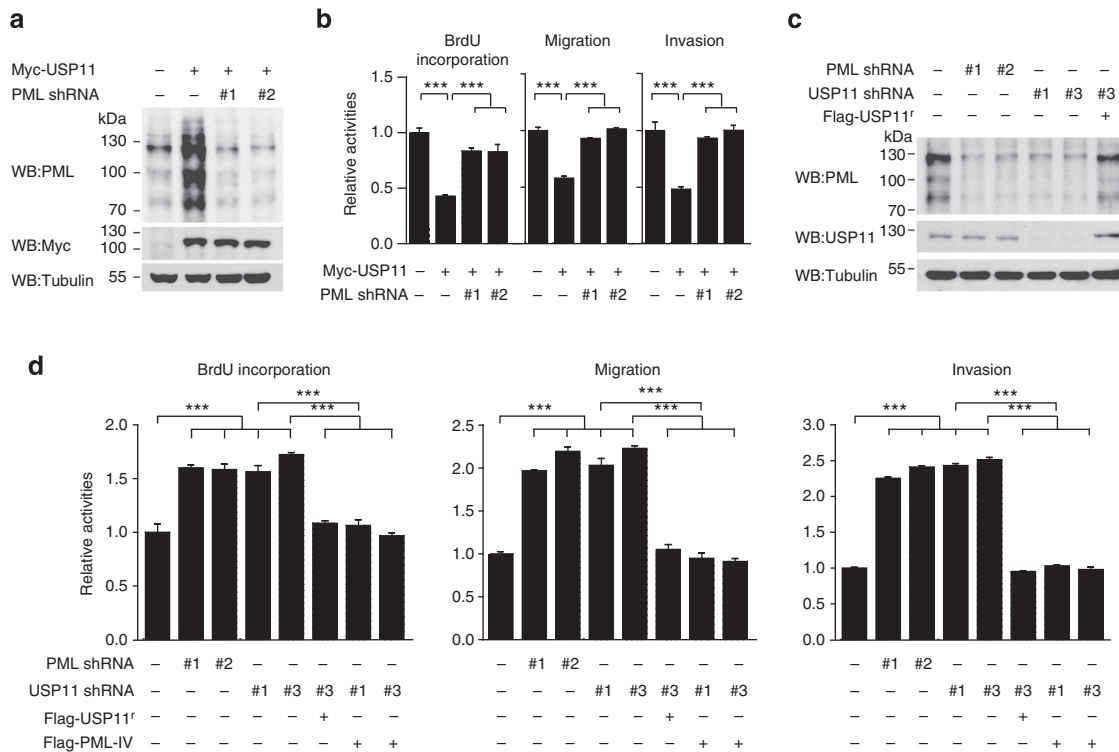 a
Myc-USP11 – + + +
PML shRNA – – #1 #2
kDa
WB:PML
130
100
70
WB:Myc
130
100
WB:Tubulin
55
b
BrdU incorporation
Migration
Invasion
*** *** *** *** *** ***
Relative activities
1.5
1.0
0.5
0.0
Myc-USP11 – + + + – + + + – + + +
PML shRNA – – #1 #2 – – #1 #2 – – #1 #2
c
PML shRNA – #1 #2 – – –
USP11 shRNA – – – #1 #3 #3
Flag-USP11r – – – – – +
kDa
WB:PML
130
100
70
WB:USP11
130
WB:Tubulin
55
d
BrdU incorporation
***
*** ***
Relative activities
2.0
1.5
1.0
1.5
0.0
Migration
***
*** ***
2.5
2.0
1.5
1.0
0.5
0.0
Invasion
***
*** ***
3.0
2.5
2.0
1.5
1.0
0.5
0.0
PML shRNA – #1 #2 – – – – – – #1 #2 – – – – – – #1 #2 – – – – –
USP11 shRNA – – – #1 #3 #3 #1 #3 – – – #1 #3 #3 #1 #3 – – – #1 #3 #3 #1 #3
Flag-USP11r – – – – – + – – – – – – – + – – – – – – – + – –
Flag-PML-IV – – – – – – + + – – – – – – + + – – – – – – + +